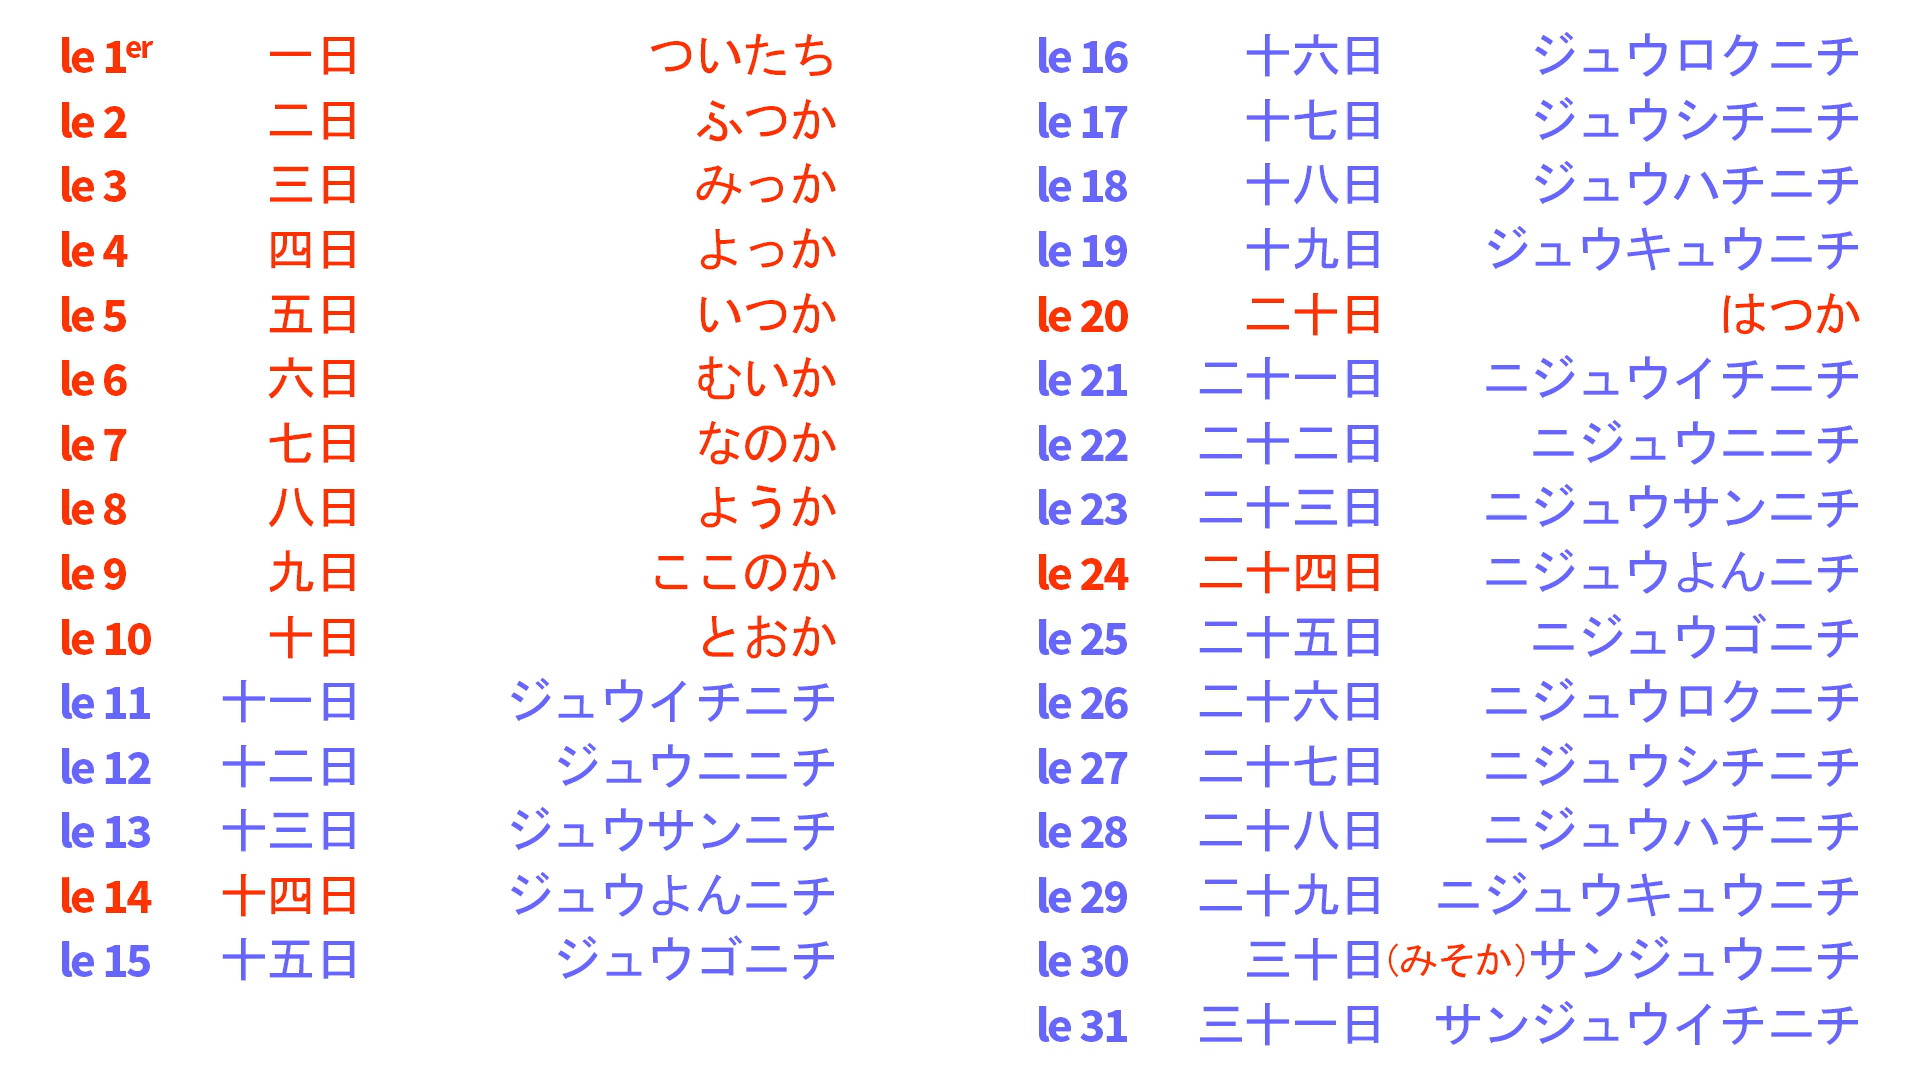 le 1er 一日 ついたち
le 2 二日 ふつか
le 3 三日 みっか
le 4 四日 よっか
le 5 五日 いつか
le 6 六日 むいか
le 7 七日 なのか
le 8 八日 ようか
le 9 九日 ここのか
le 10 十日 とおか
le 11 十一日 ジュウイチニチ
le 12 十二日 ジュウニニチ
le 13 十三日 ジュウサンニチ
le 14 十四日 ジュウよんニチ
le 15 十五日 ジュウゴニチ
le 16 十六日 ジュウロクニチ
le 17 十七日 ジュウシチニチ
le 18 十八日 ジュウハチニチ
le 19 十九日 ジュウキュウニチ
le 20 二十日 はつか
le 21 二十一日 ニジュウイチニチ
le 22 二十二日 ニジュウニニチ
le 23 二十三日 ニジュウサンニチ
le 24 二十四日 ニジュウよんニチ
le 25 二十五日 ニジュウゴニチ
le 26 二十六日 ニジュウロクニチ
le 27 二十七日 ニジュウシチニチ
le 28 二十八日 ニジュウハチニチ
le 29 二十九日 ニジュウキュウニチ
le 30 三十日 (みそか)サンジュウニチ
le 31 三十一日 サンジュウイチニチ